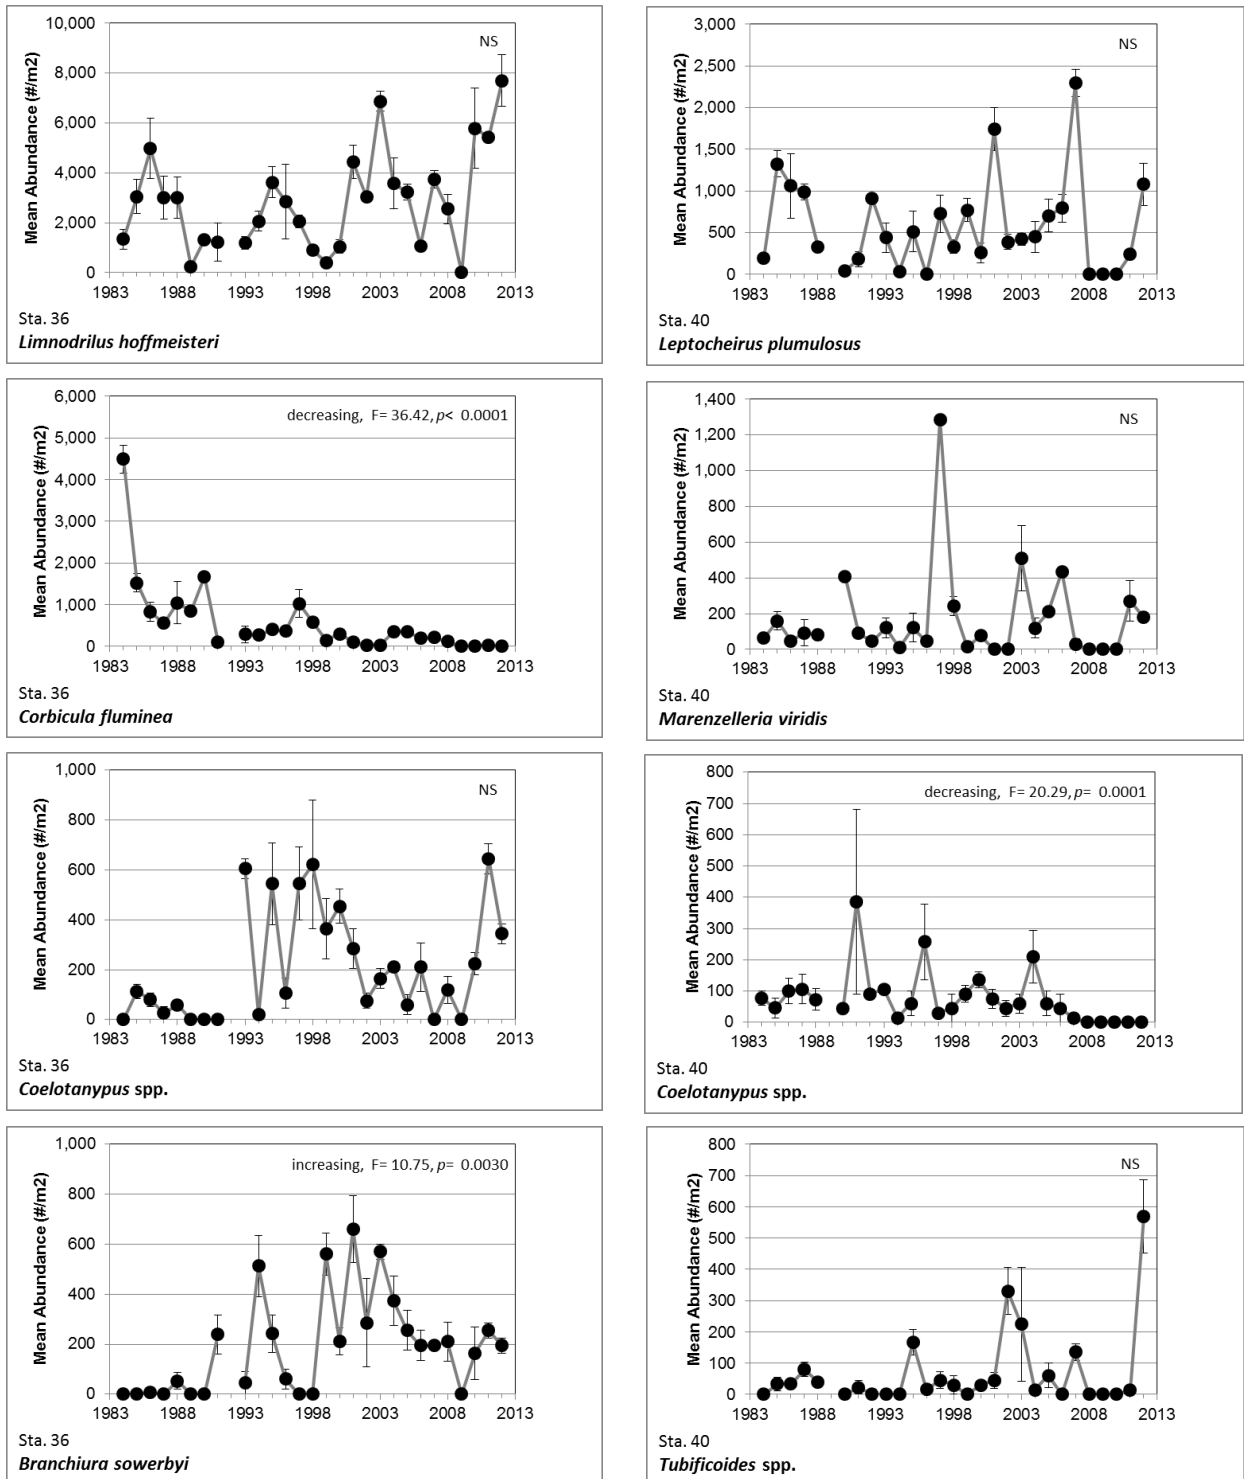 10,000
8,000
6,000
4,000
2,000
0
Mean Abundance (#/m2)
NS
1983 1988 1993 1998 2003 2008 2013
Sta. 36
Limnodrilus hoffmeisteri
3,000
2,500
2,000
1,500
1,000
500
0
Mean Abundance (#/m2)
NS
1983 1988 1993 1998 2003 2008 2013
Sta. 40
Leptocheirus plumulosus
6,000
5,000
4,000
3,000
2,000
1,000
0
Mean Abundance (#/m2)
decreasing, F= 36.42, p< 0.0001
1983 1988 1993 1998 2003 2008 2013
Sta. 36
Corbicula fluminea
1,400
1,200
1,000
800
600
400
200
0
Mean Abundance (#/m2)
NS
1983 1988 1993 1998 2003 2008 2013
Sta. 40
Marenzelleria viridis
1,000
800
600
400
200
0
Mean Abundance (#/m2)
NS
1983 1988 1993 1998 2003 2008 2013
Sta. 36
Coelotanypus spp.
800
700
600
500
400
300
200
100
0
Mean Abundance (#/m2)
decreasing, F= 20.29, p= 0.0001
1983 1988 1993 1998 2003 2008 2013
Sta. 40
Coelotanypus spp.
1,000
800
600
400
200
0
Mean Abundance (#/m2)
increasing, F= 10.75, p= 0.0030
1983 1988 1993 1998 2003 2008 2013
Sta. 36
Branchiura sowerbyi
800
700
600
500
400
300
200
100
0
Mean Abundance (#/m2)
NS
1983 1988 1993 1998 2003 2008 2013
Sta. 40
Tubificoides spp.